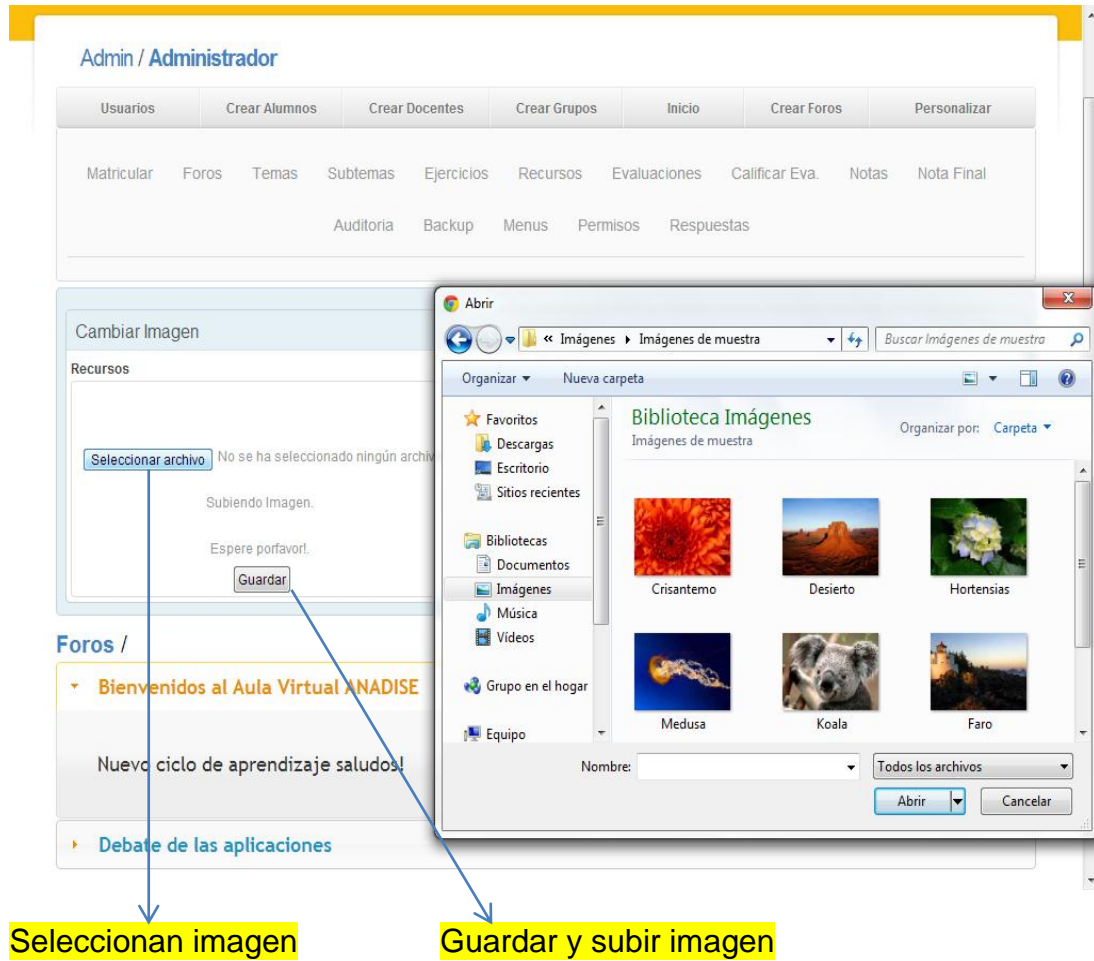 Admin / Administrador
Usuarios Crear Alumnos Crear Docentes Crear Grupos Inicio Crear Foros Personalizar
Matricular Foros Temas Subtemas Ejercicios Recursos Evaluaciones Calificar Eva. Notas Nota Final
Auditoria Backup Menus Permisos Respuestas
Cambiar Imagen
Recursos
Seleccionar archivo No se ha seleccionado ningún archiv
Subiendo Imagen.
Espere porfavor!.
Guardar
Abrir
« Imágenes Imágenes de muestra Buscar Imágenes de muestra
Organizar Nueva carpeta
Favoritos
Descargas
Escritorio
Sitios recientes
Bibliotecas
Documentos
Imágenes
Música
Vídeos
Grupo en el hogar
Equipo
Biblioteca Imágenes
Imágenes de muestra
Organizar por: Carpeta
Crisantemo Desierto Hortensias
Medusa Koala Faro
Nombre: Todos los archivos
Abrir Cancelar
Foros /
Bienvenidos al Aula Virtual ANADISE
Nuevo ciclo de aprendizaje saludos!
Debate de las aplicaciones
Seleccionan imagen Guardar y subir imagen